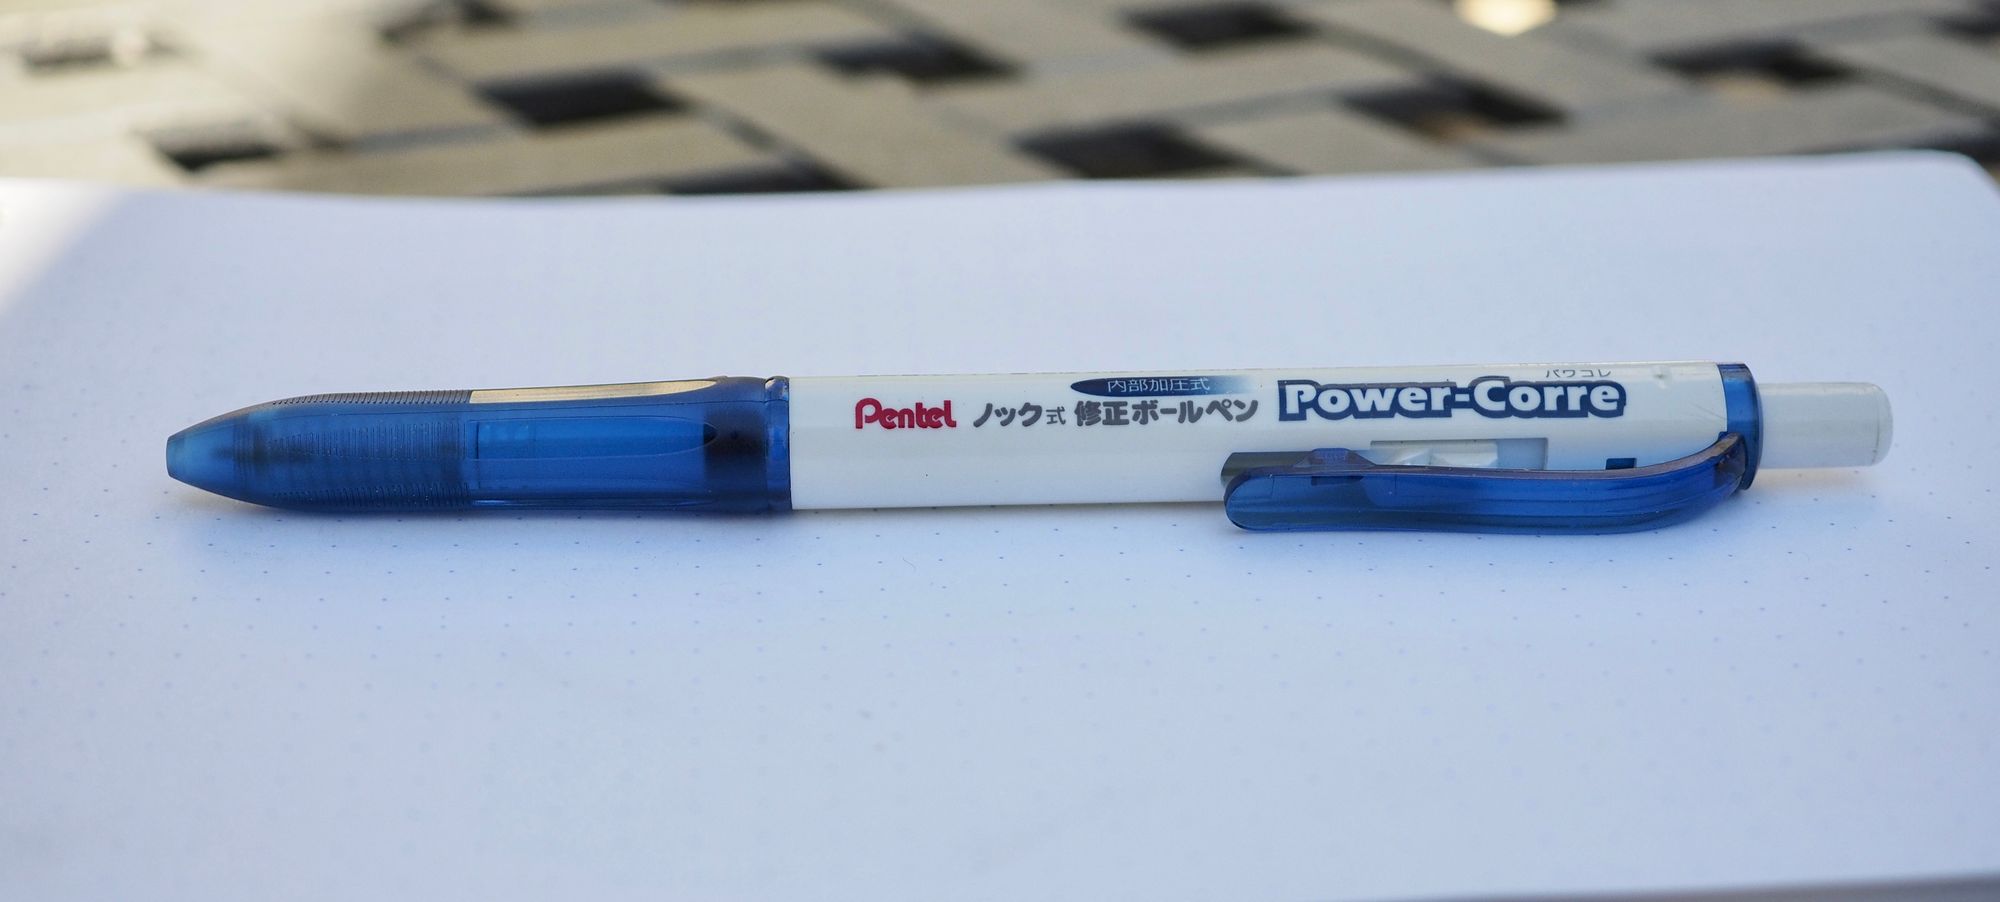 内部加圧式
パワコレ
Pentel ノック式 修正ボールペン Power-Corre